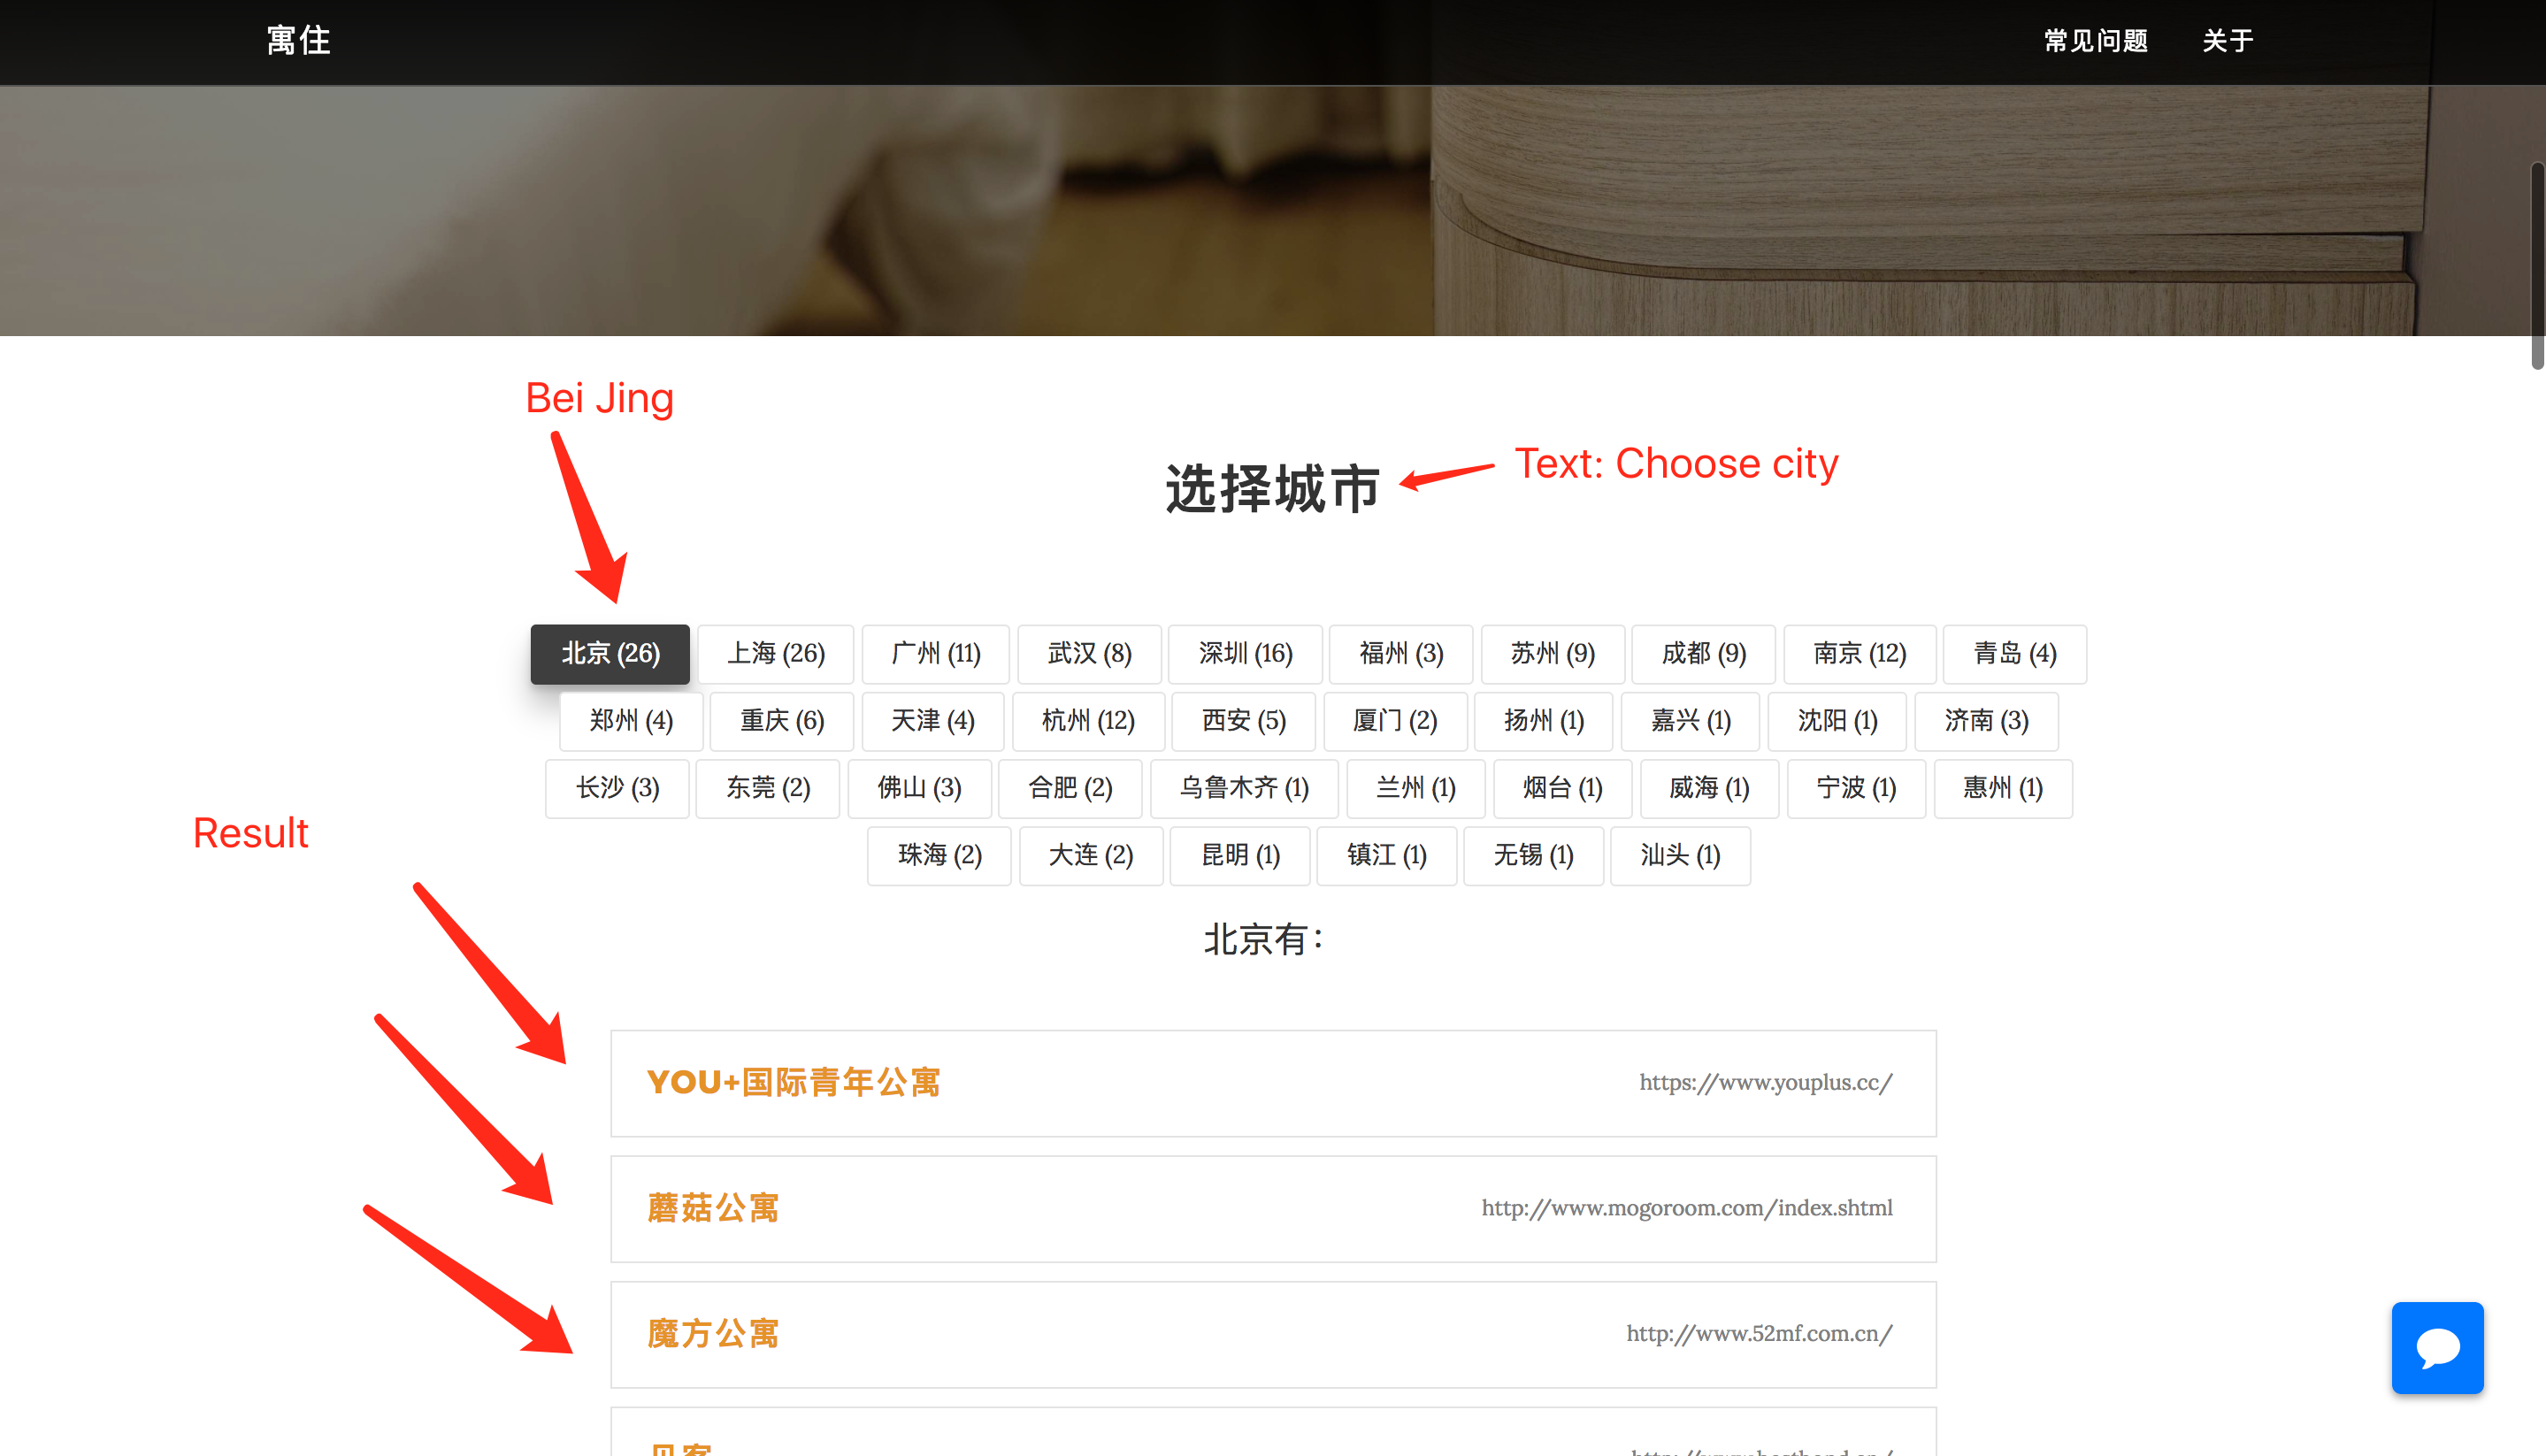 寓住 常见问题 关于
Bei Jing
选择城市 Text: Choose city
北京 (26) 上海 (26) 广州 (11) 武汉 (8) 深圳 (16) 福州 (3) 苏州 (9) 成都 (9) 南京 (12) 青岛 (4)
郑州 (4) 重庆 (6) 天津 (4) 杭州 (12) 西安 (5) 厦门 (2) 扬州 (1) 嘉兴 (1) 沈阳 (1) 济南 (3)
长沙 (3) 东莞 (2) 佛山 (3) 合肥 (2) 乌鲁木齐 (1) 兰州 (1) 烟台 (1) 威海 (1) 宁波 (1) 惠州 (1)
Result
珠海 (2) 大连 (2) 昆明 (1) 镇江 (1) 无锡 (1) 汕头 (1)
北京有：
YOU+国际青年公寓 https://www.youplus.cc/
蘑菇公寓 http://www.mogoroom.com/index.shtml
魔方公寓 http://www.52mf.com.cn/